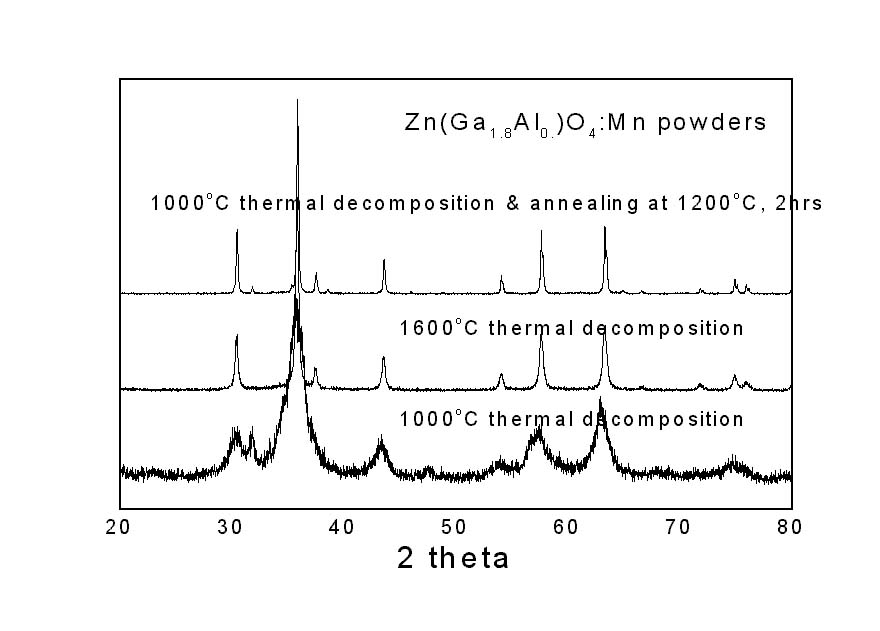 Zn(Ga1.8Al0.)O4:Mn powders
1000°C thermal decomposition & annealing at 1200°C, 2hrs
1600°C thermal decomposition
1000°C thermal decomposition
20 30 40 50 60 70 80
2 theta